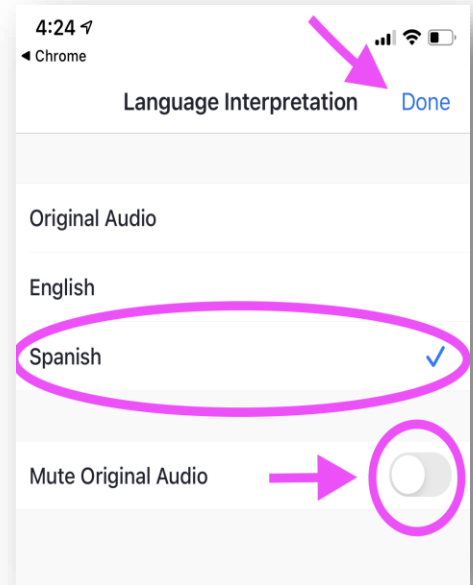 4:24
◀ Chrome
Language Interpretation Done
Original Audio
English
Spanish
Mute Original Audio